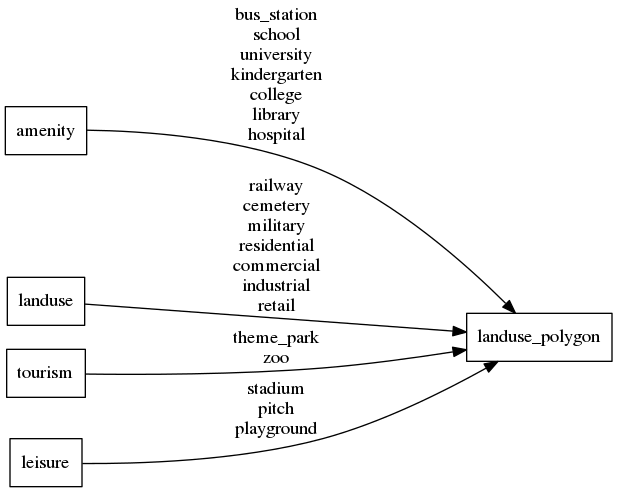 bus_station
school
university
kindergarten
college
library
hospital
amenity
railway
cemetery
military
residential
commercial
industrial
retail
landuse
landuse_polygon
theme_park
zoo
tourism
stadium
pitch
playground
leisure